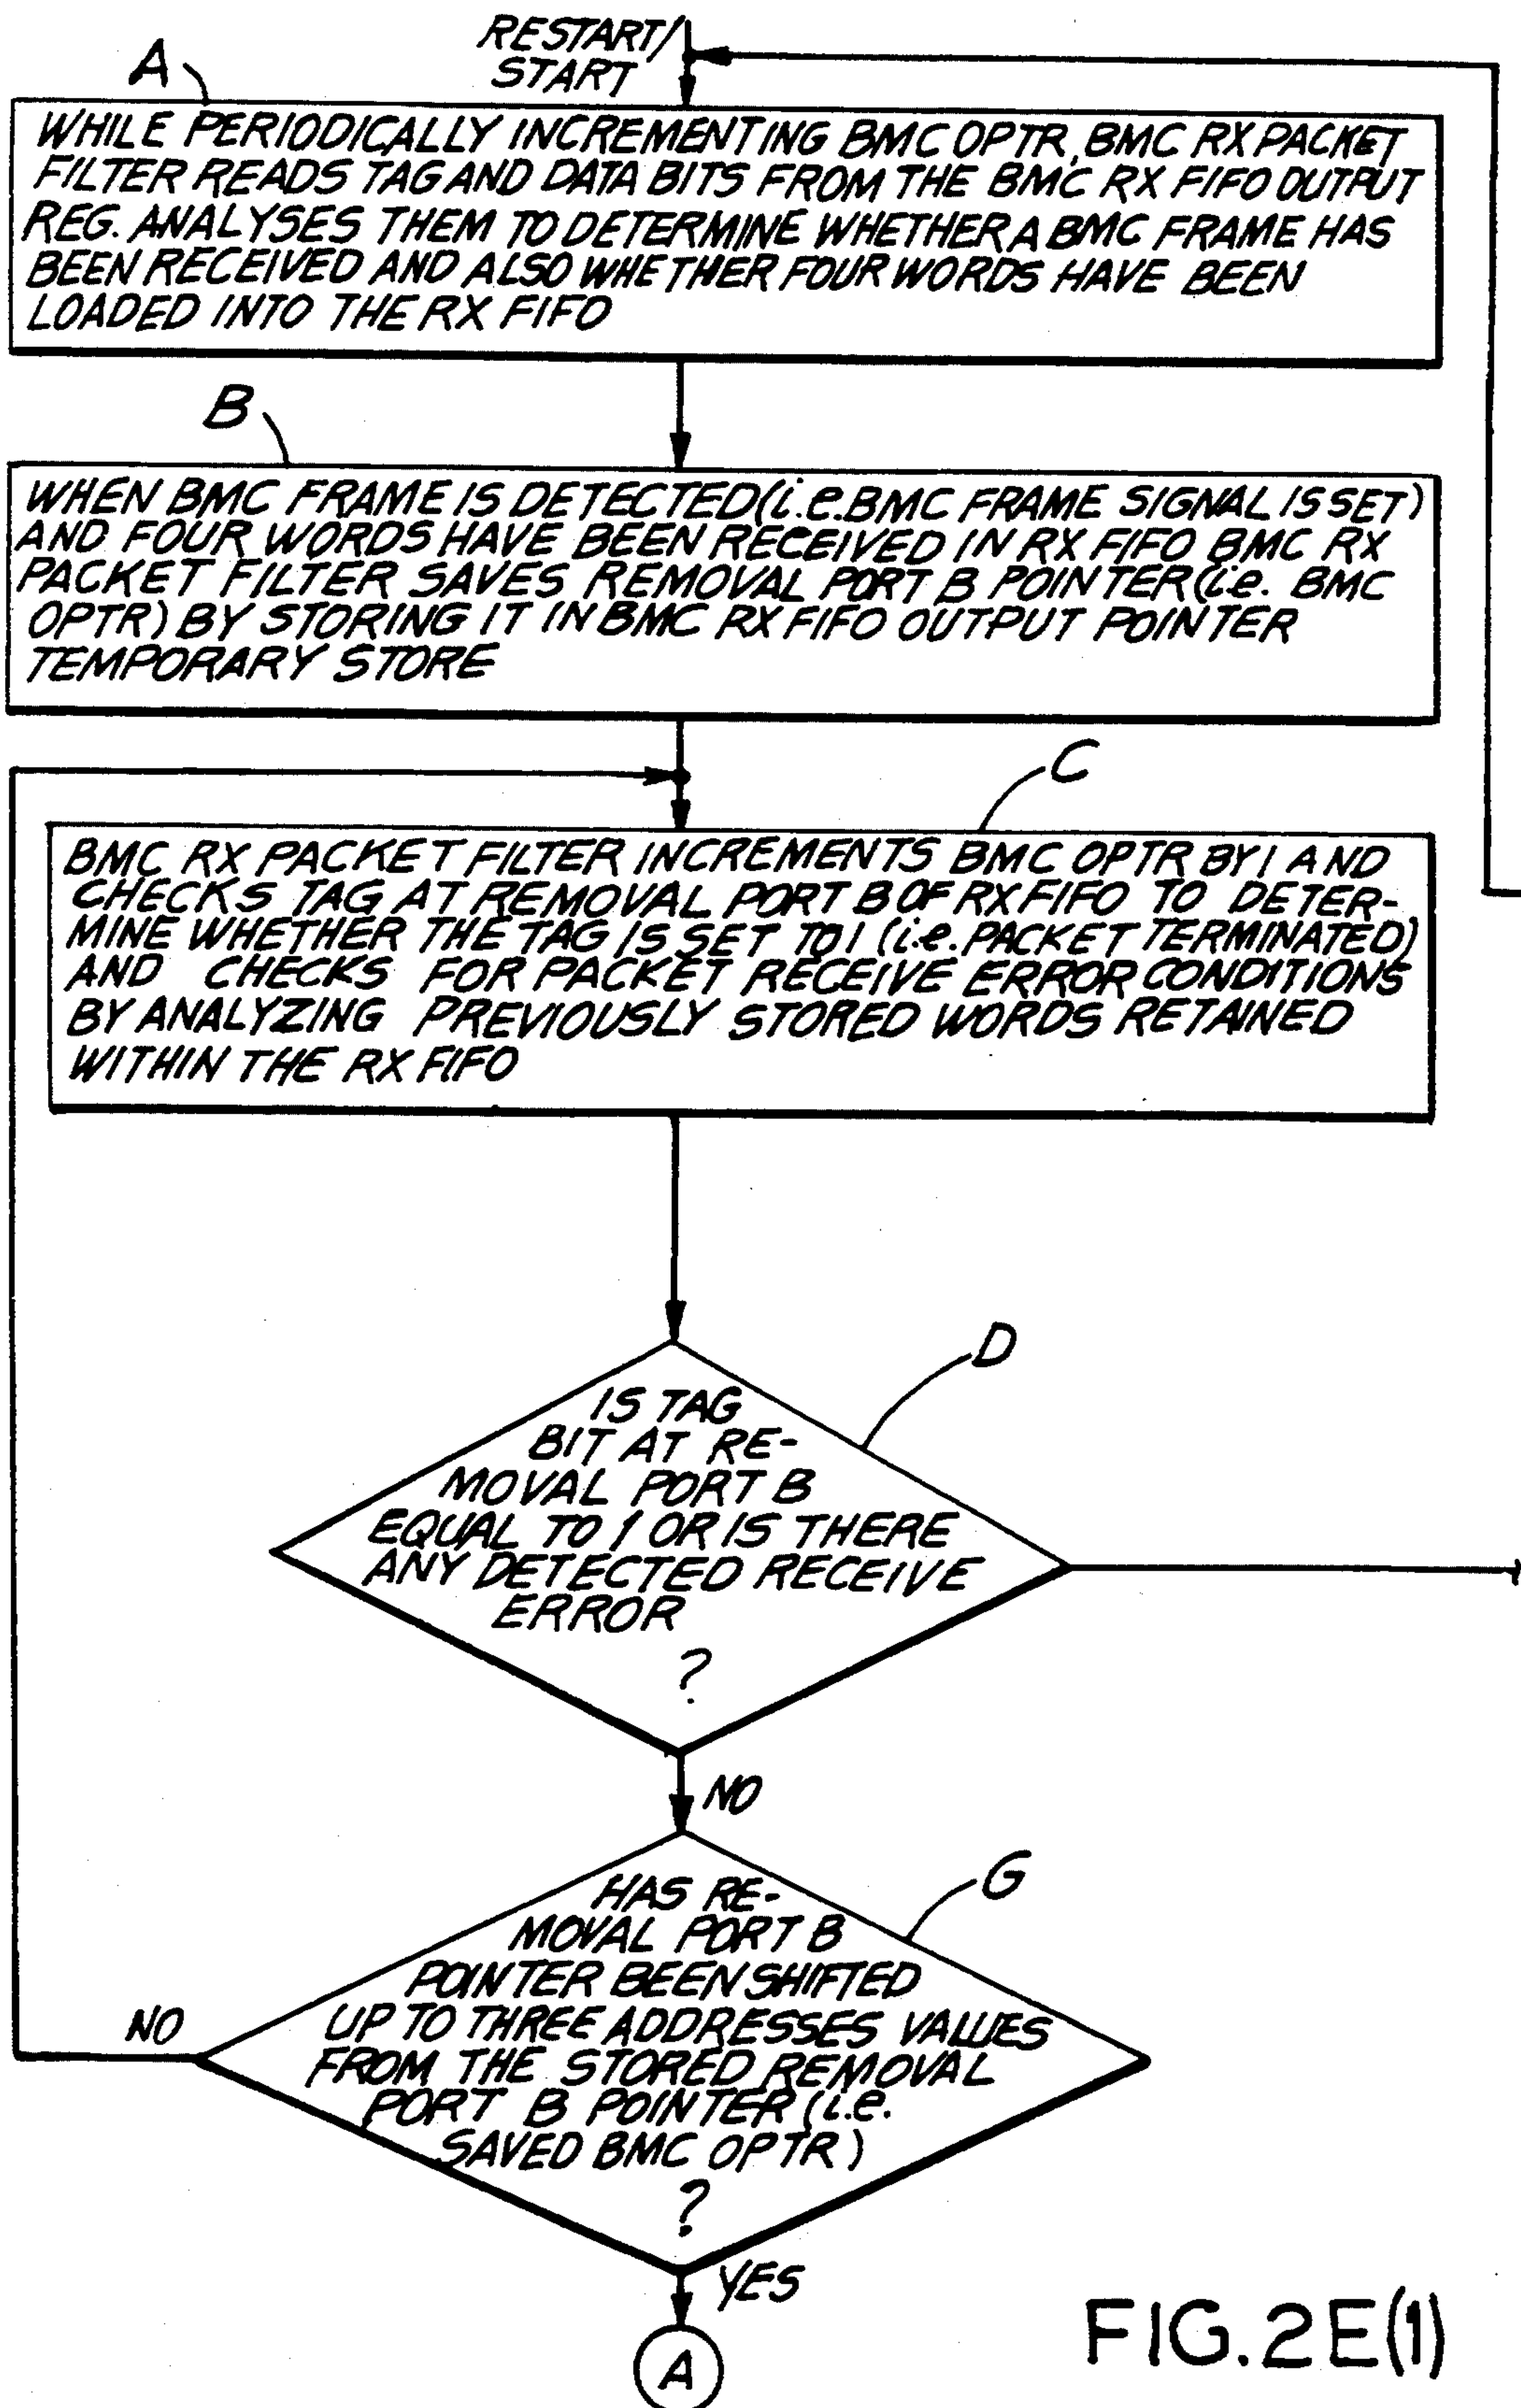 RESTART/
START
A
WHILE PERIODICALLY INCREMENTING BMC OPTR, BMC RX PACKET
FILTER READS TAG AND DATA BITS FROM THE BMC RX FIFO OUTPUT
REG. ANALYSES THEM TO DETERMINE WHETHER A BMC FRAME HAS
BEEN RECEIVED AND ALSO WHETHER FOUR WORDS HAVE BEEN
LOADED INTO THE RX FIFO
B
WHEN BMC FRAME IS DETECTED (i.e. BMC FRAME SIGNAL IS SET)
AND FOUR WORDS HAVE BEEN RECEIVED IN RX FIFO BMC RX
PACKET FILTER SAVES REMOVAL PORT B POINTER (i.e. BMC
OPTR) BY STORING IT IN BMC RX FIFO OUTPUT POINTER
TEMPORARY STORE
C
BMC RX PACKET FILTER INCREMENTS BMC OPTR BY 1 AND
CHECKS TAG AT REMOVAL PORT B OF RX FIFO TO DETER-
MINE WHETHER THE TAG IS SET TO 1 (i.e. PACKET TERMINATED)
AND CHECKS FOR PACKET RECEIVE ERROR CONDITIONS
BY ANALYZING PREVIOUSLY STORED WORDS RETAINED
WITHIN THE RX FIFO
D
IS TAG
BIT AT RE-
MOVAL PORT B
EQUAL TO 1 OR IS THERE
ANY DETECTED RECEIVE
ERROR
?
NO
G
HAS RE-
MOVAL PORT B
POINTER BEEN SHIFTED
UP TO THREE ADDRESSES VALUES
FROM THE STORED REMOVAL
PORT B POINTER (i.e.
SAVED BMC OPTR)
?
NO
YES
A
FIG. 2E(1)